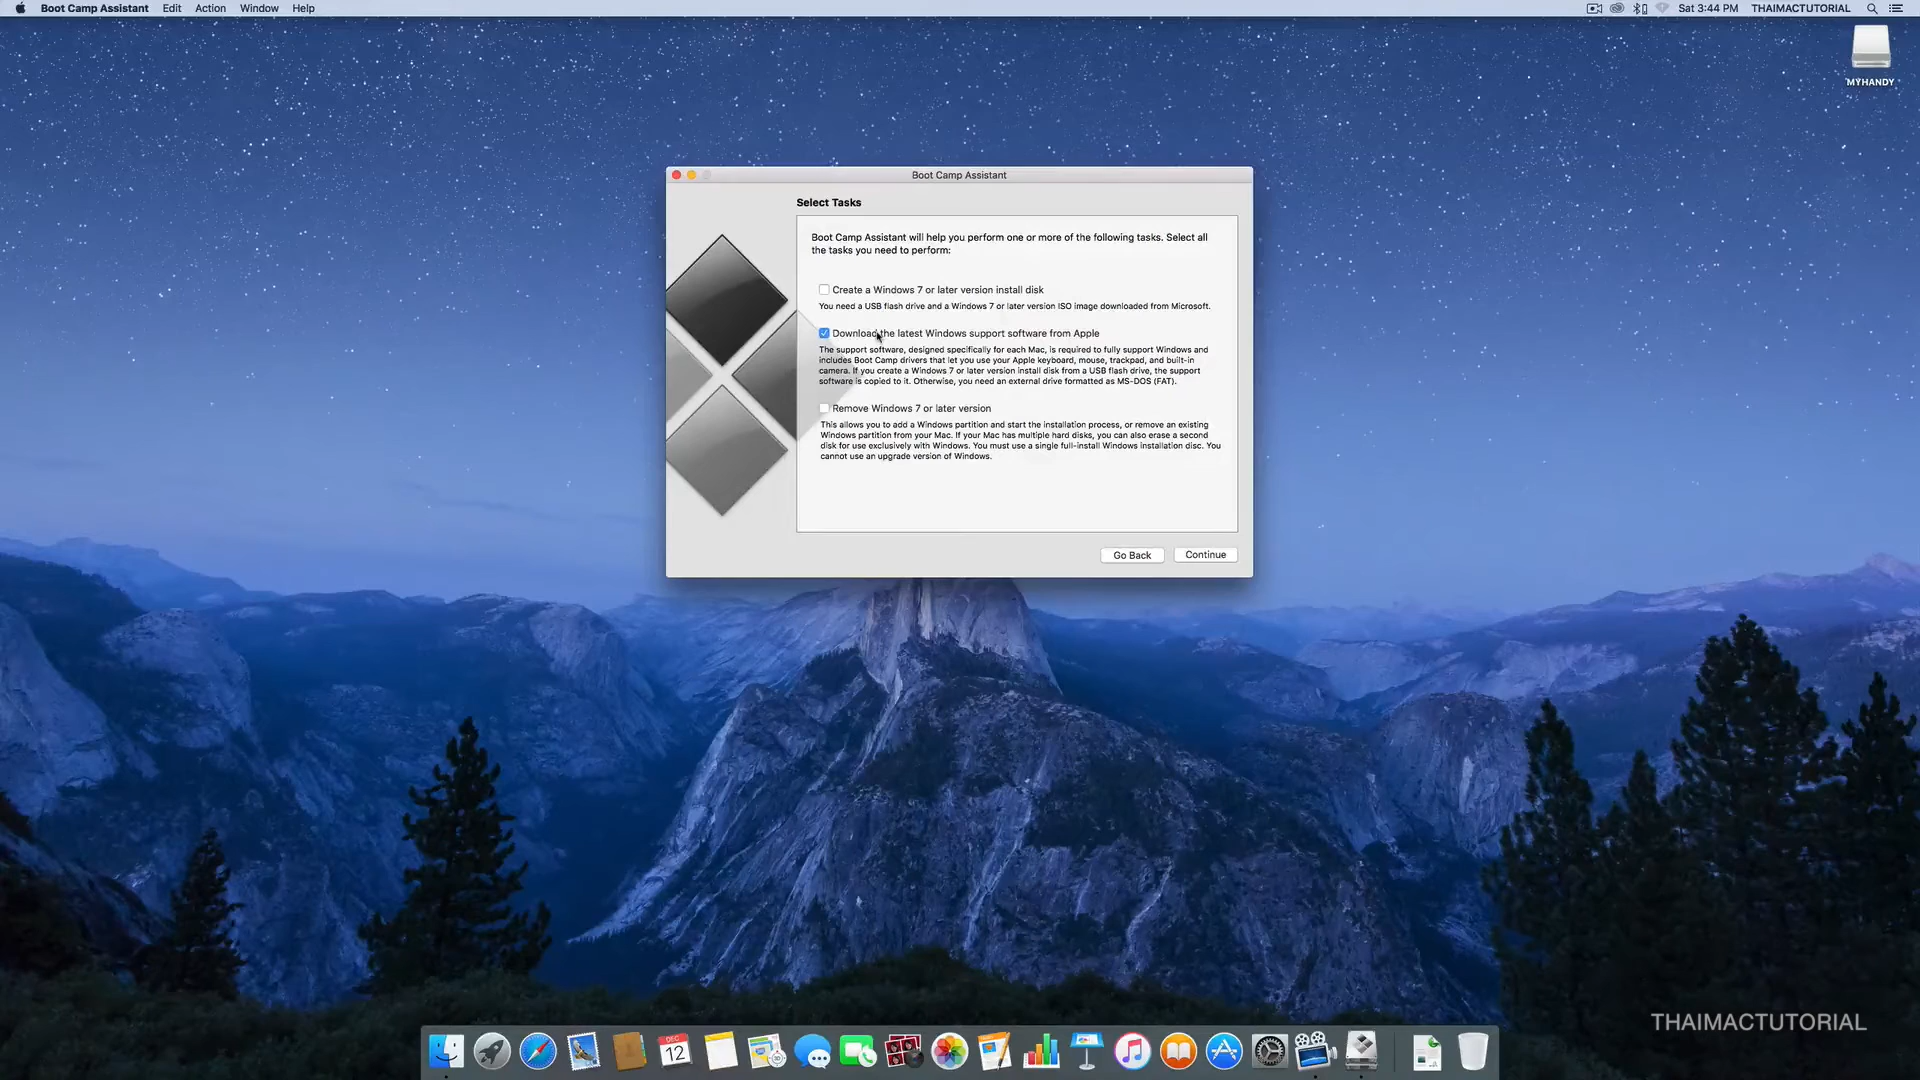 Boot Camp Assistant Edit Action Window Help Sat 3:44 PM THAIMACTUTORIAL
MYHANDY
Boot Camp Assistant
Select Tasks
Boot Camp Assistant will help you perform one or more of the following tasks. Select all
the tasks you need to perform:
Create a Windows 7 or later version install disk
You need a USB flash drive and a Windows 7 or later version ISO image downloaded from Microsoft.
Download the latest Windows support software from Apple
The support software, designed specifically for each Mac, is required to fully support Windows and
includes Boot Camp drivers that let you use your Apple keyboard, mouse, trackpad, and built-in
camera. If you create a Windows 7 or later version install disk from a USB flash drive, the support
software is copied to it. Otherwise, you need an external drive formatted as MS-DOS (FAT).
Remove Windows 7 or later version
This allows you to add a Windows partition and start the installation process, or remove an existing
Windows partition from your Mac. If your Mac has multiple hard disks, you can also erase a second
disk for use exclusively with Windows. You must use a single full-install Windows installation disc. You
cannot use an upgrade version of Windows.
Go Back Continue
THAIMACTUTORIAL
DEC
12